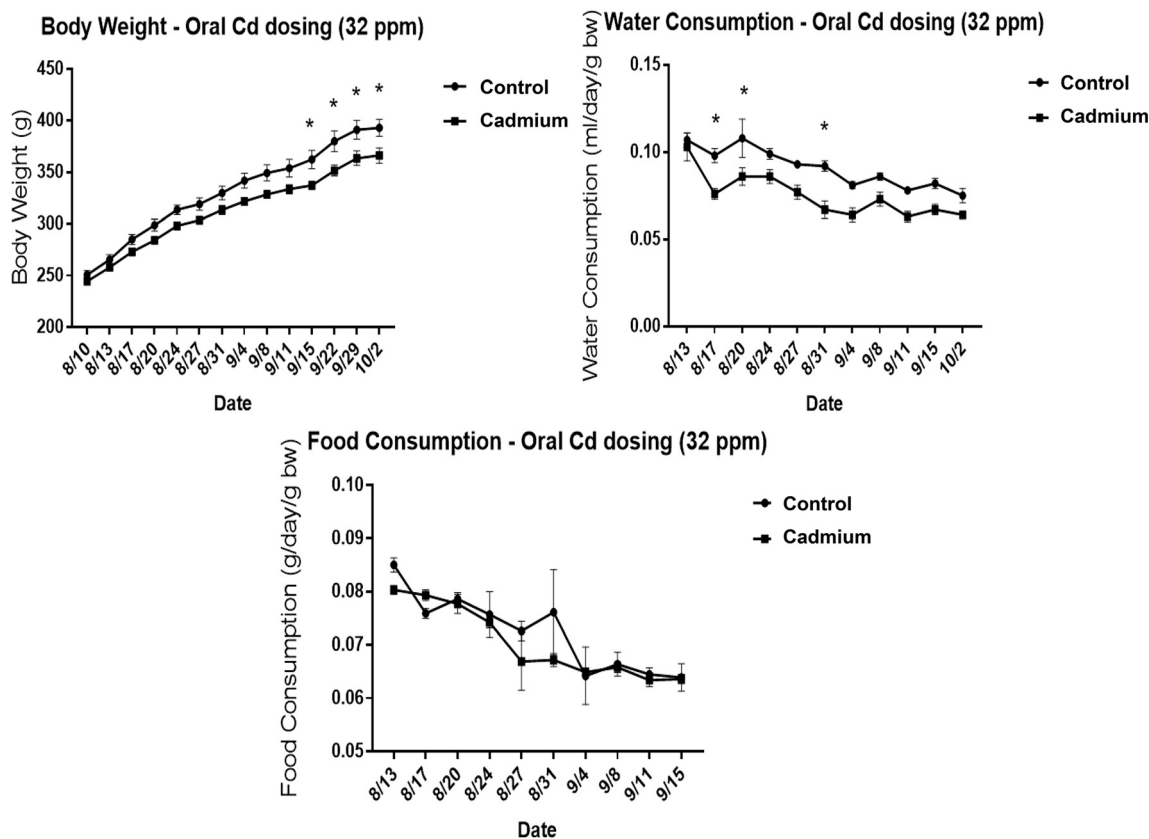 Body Weight - Oral Cd dosing (32 ppm)
450
400
350
300
250
200
Body Weight (g)
* * * *
Control
Cadmium
8/10 8/13 8/17 8/20 8/24 8/27 8/31 9/4 9/8 9/11 9/15 9/22 9/29 10/2
Date
Water Consumption - Oral Cd dosing (32 ppm)
0.15
0.10
0.05
0.00
Water Consumption (ml/day/g bw)
* * *
Control
Cadmium
8/13 8/17 8/20 8/24 8/27 8/31 9/4 9/8 9/11 9/15 10/2
Date
Food Consumption - Oral Cd dosing (32 ppm)
0.10
0.09
0.08
0.07
0.06
0.05
Food Consumption (g/day/g bw)
Control
Cadmium
8/13 8/17 8/20 8/24 8/27 8/31 9/4 9/8 9/11 9/15
Date